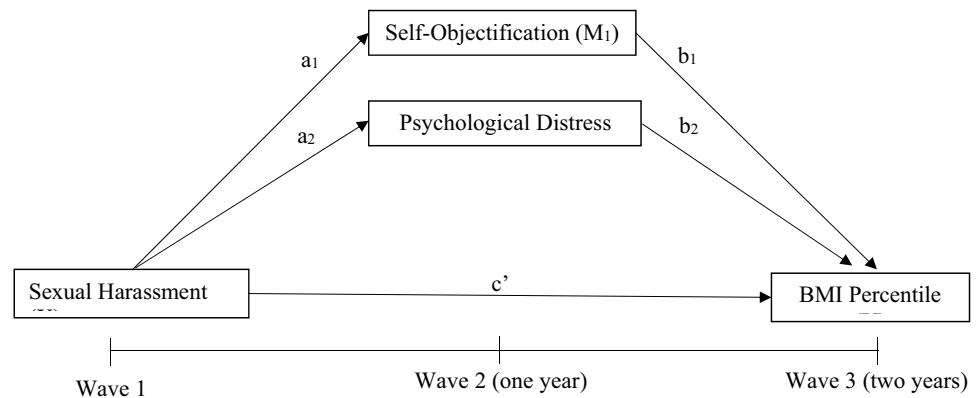 Self-Objectification (M1)
a1
b1
Psychological Distress
a2
b2
Sexual Harassment
c’
BMI Percentile
Wave 1
Wave 2 (one year)
Wave 3 (two years)